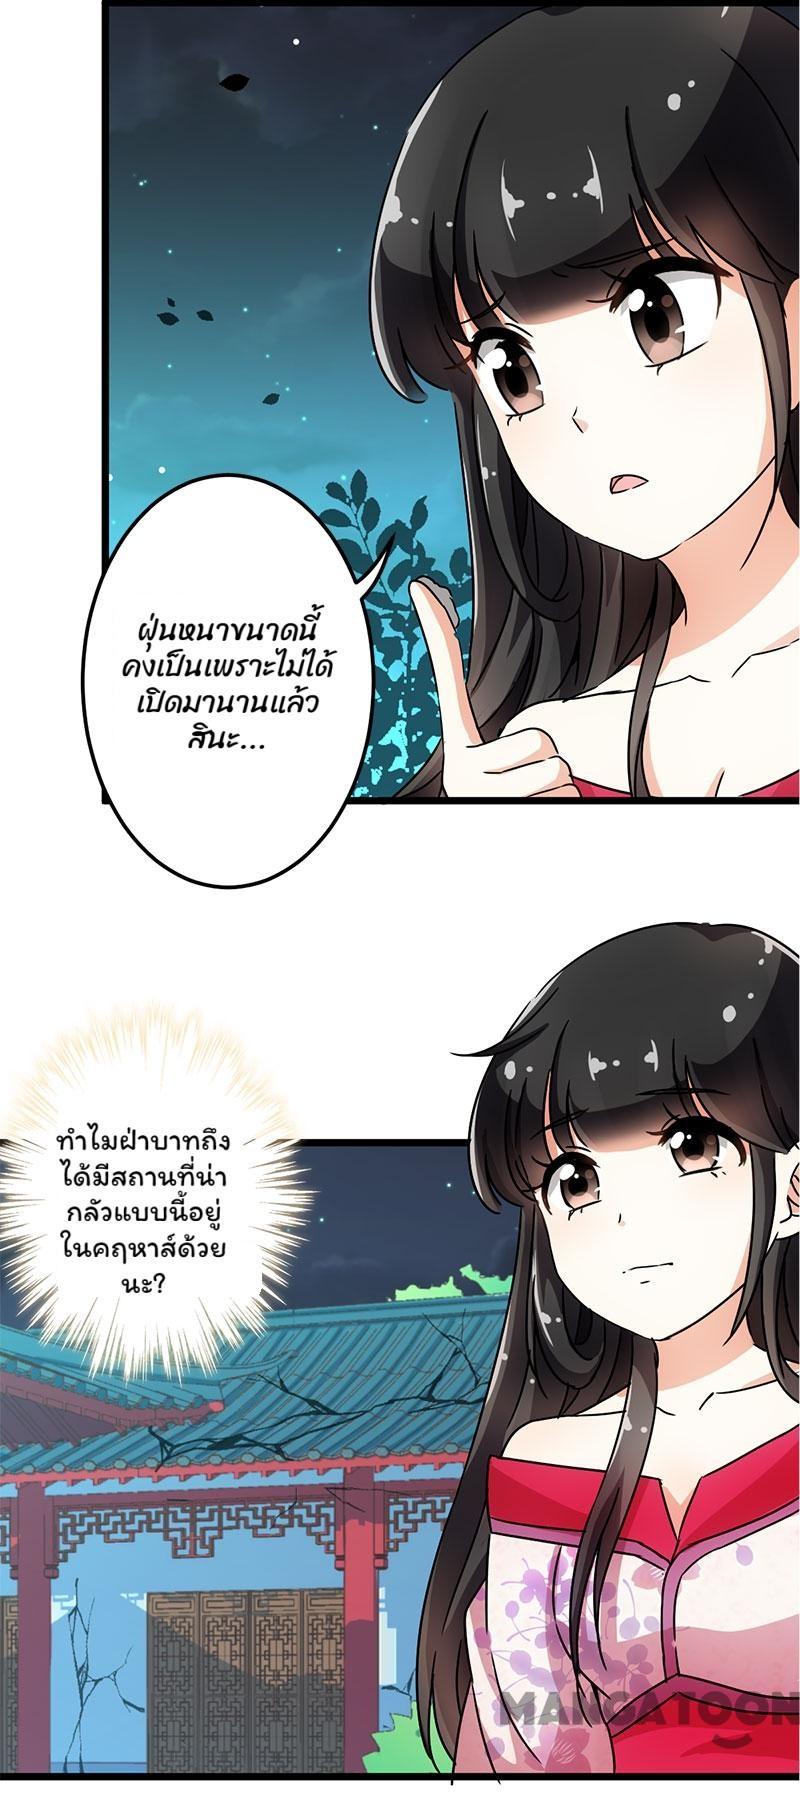 ฝุ่นหนาขนาดนี้
คงเป็นเพราะไม่ได้
เปิดมานานแล้ว
สินะ...
ทำไมฝ่าบาทถึง
ได้มีสถานที่น่า
กลัวแบบนี้อยู่
ในคฤหาส์ด้วย
นะ?
MANGATOON